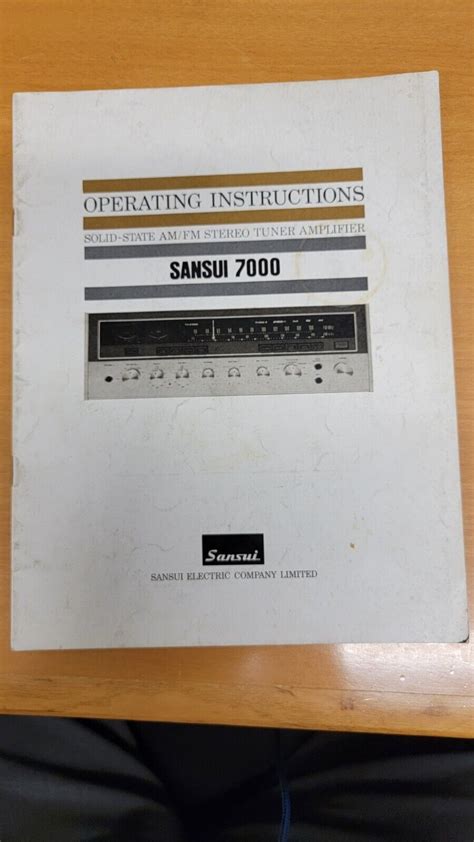 OPERATING INSTRUCTIONS
SOLID-STATE AM/FM STEREO TUNER AMPLIFIER
SANSUI 7000
Sansui
SANSUI ELECTRIC COMPANY LIMITED